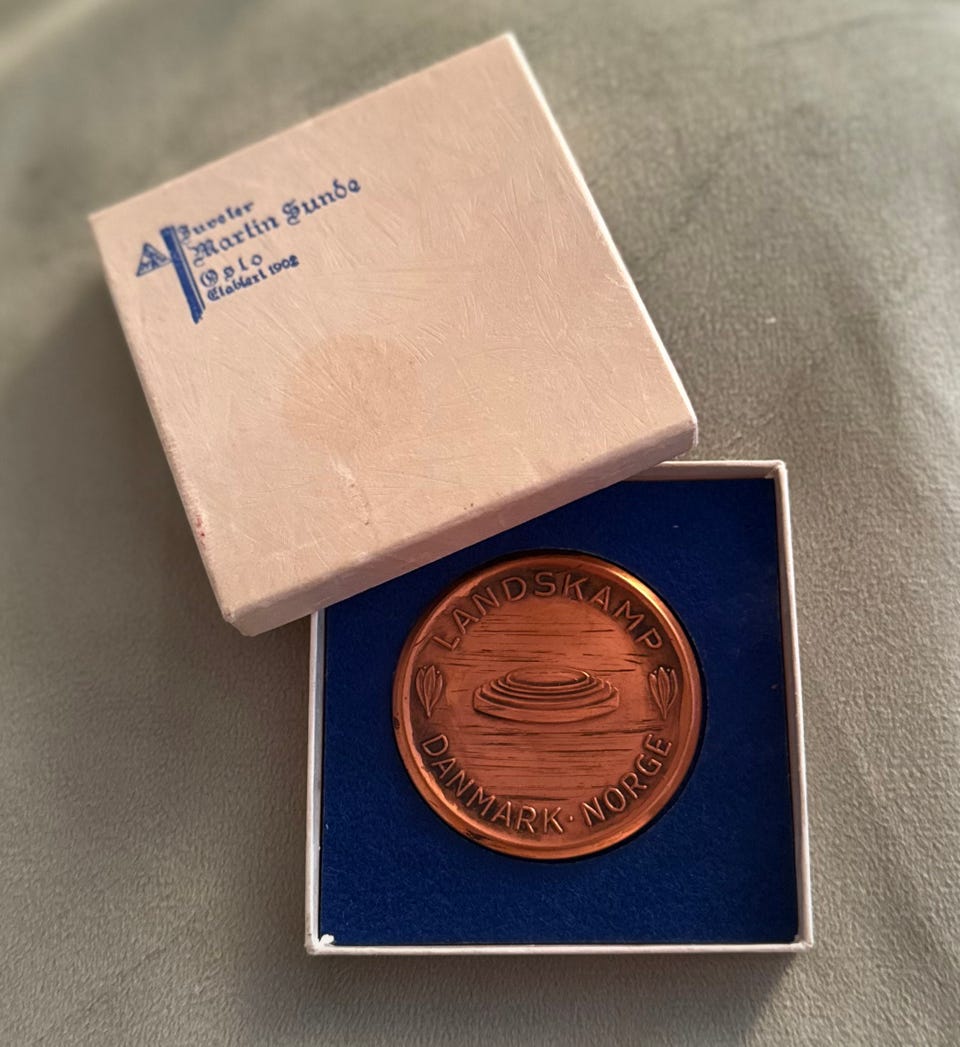 Juveler
Martin Sunde
Oslo
Etablert 1902
LANDSKAMP
DANMARK · NORGE